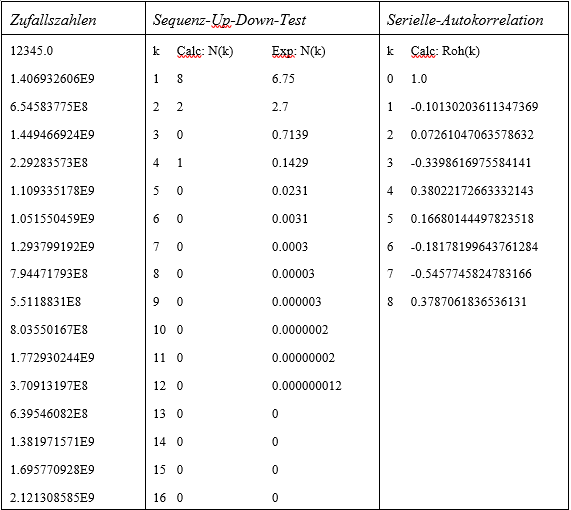 Zufallszahlen Sequenz-Up-Down-Test Serielle-Autokorrelation
12345.0 k Calc: N(k) Exp: N(k) k Calc: Roh(k)
1.406932606E9 1 8 6.75 0 1.0
6.54583775E8 2 2 2.7 1 -0.10130203611347369
1.449466924E9 3 0 0.7139 2 0.07261047063578632
2.29283573E8 4 1 0.1429 3 -0.3398616975584141
1.109335178E9 5 0 0.0231 4 0.38022172663332143
1.051550459E9 6 0 0.0031 5 0.16680144497823518
1.293799192E9 7 0 0.0003 6 -0.18178199643761284
7.94471793E8 8 0 0.00003 7 -0.5457745824783166
5.5118831E8 9 0 0.000003 8 0.3787061836536131
8.03550167E8 10 0 0.0000002
1.772930244E9 11 0 0.00000002
3.70913197E8 12 0 0.000000012
6.39546082E8 13 0 0
1.381971571E9 14 0 0
1.695770928E9 15 0 0
2.121308585E9 16 0 0